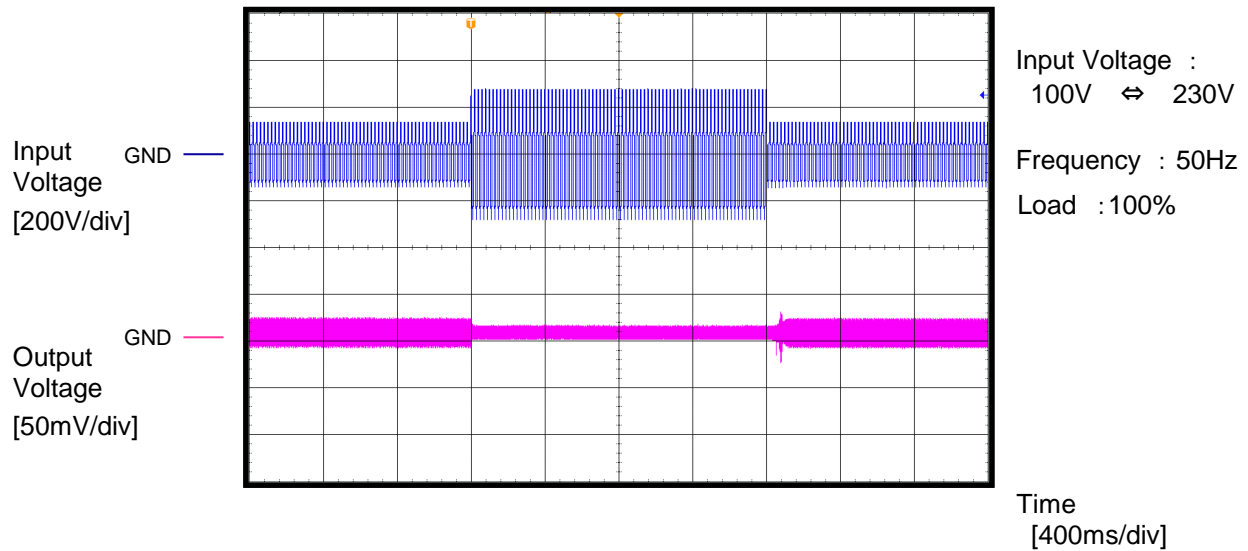 T
Input Voltage :
100V ⇔ 230V
Input
Voltage
[200V/div]
GND
Frequency : 50Hz
Load : 100%
GND
Output
Voltage
[50mV/div]
Time
[400ms/div]